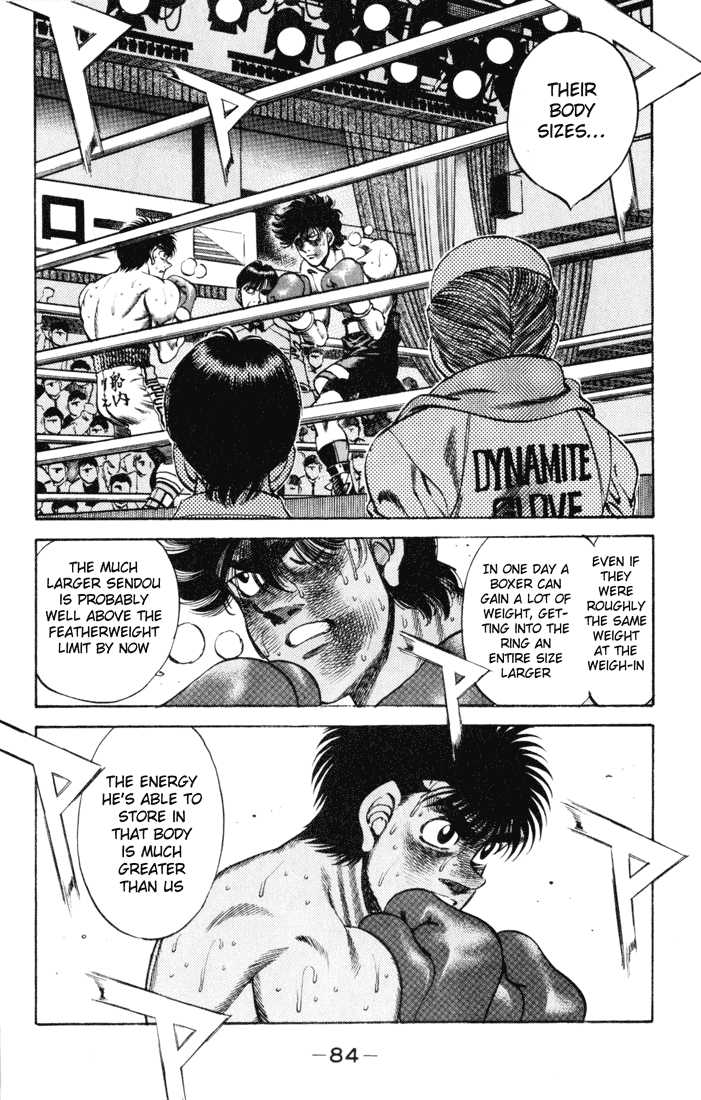 THEIR
BODY
SIZES...
ロー
DYNAMITE
GLOVE
EVEN IF
THEY
WERE
ROUGHLY
THE SAME
WEIGHT
AT THE
WEIGH-IN
IN ONE DAY A
BOXER CAN
GAIN A LOT OF
WEIGHT, GET-
TING INTO THE
RING AN
ENTIRE SIZE
LARGER
THE MUCH
LARGER SENDOU
IS PROBABLY
WELL ABOVE THE
FEATHERWEIGHT
LIMIT BY NOW
THE ENERGY
HE'S ABLE TO
STORE IN
THAT BODY
IS MUCH
GREATER
THAN US
–84–